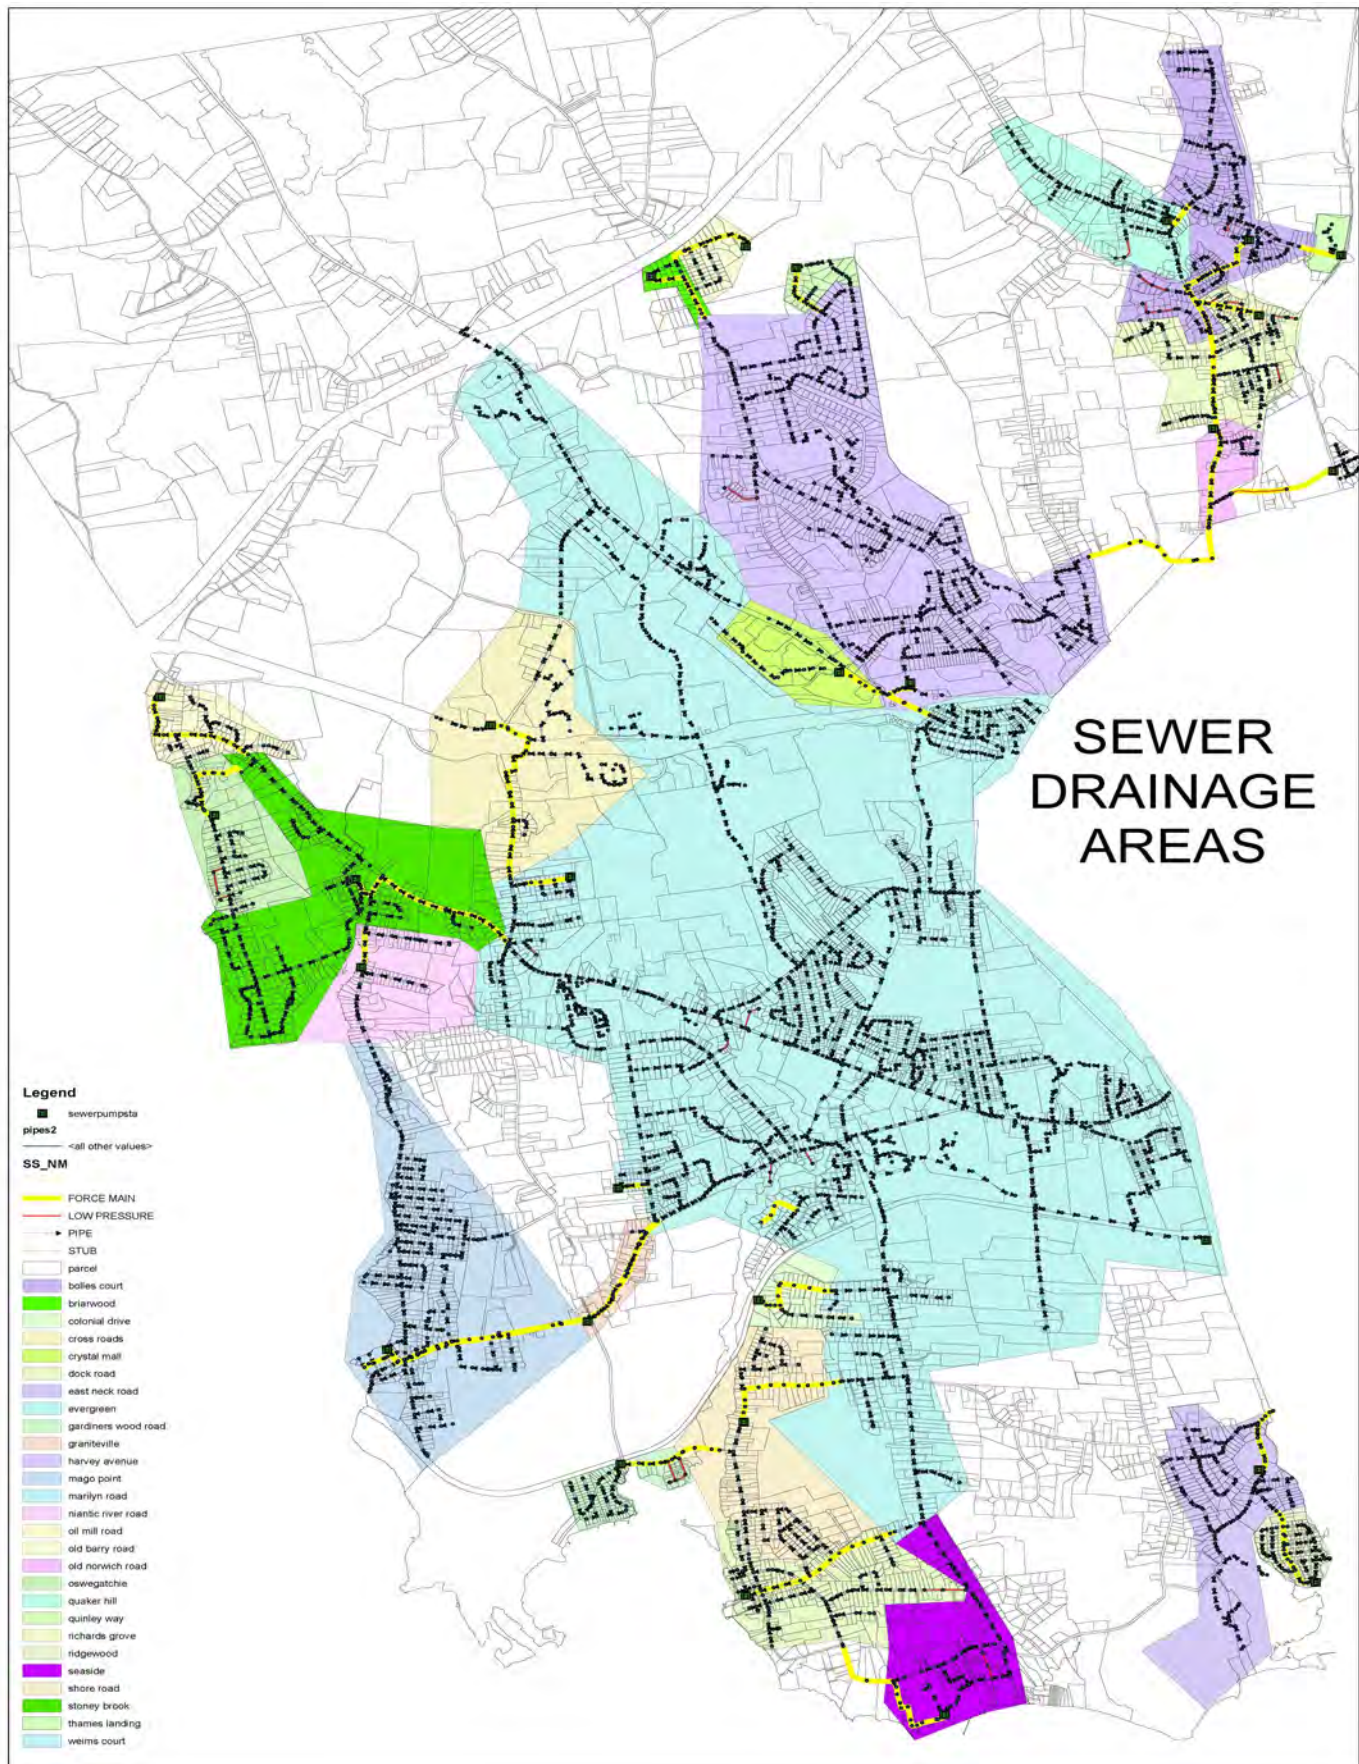 SEWER
DRAINAGE
AREAS
Legend
sewerpumpsta
pipes2
<all other values>
SS_NM
FORCE MAIN
LOW PRESSURE
PIPE
STUB
parcel
bolles court
briarwood
colonial drive
cross roads
crystal mall
dock road
east neck road
evergreen
gardiners wood road
graniteville
harvey avenue
mago point
marilyn road
niantic river road
oil mill road
old barry road
old norwich road
oswegatchie
quaker hill
quinley way
richards grove
ridgewood
seaside
shore road
stoney brook
thames landing
weims court